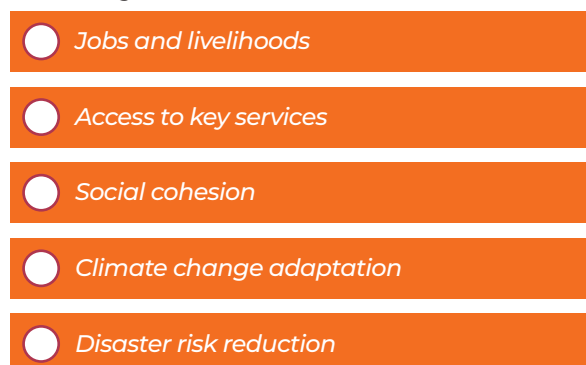 Jobs and livelihoods
Access to key services
Social cohesion
Climate change adaptation
Disaster risk reduction